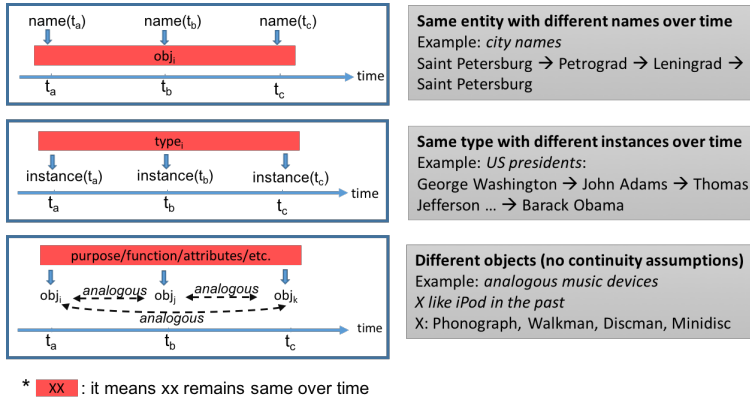 name(ta) name(tb) name(tc)
obji
time
ta tb tc
Same entity with different names over time
Example: city names
Saint Petersburg → Petrograd → Leningrad →
Saint Petersburg
typei
instance(ta) instance(tb) instance(tc)
time
ta tb tc
Same type with different instances over time
Example: US presidents:
George Washington → John Adams → Thomas
Jefferson ... → Barack Obama
purpose/function/attributes/etc.
obji analogous objj analogous objk
analogous
time
ta tb tc
Different objects (no continuity assumptions)
Example: analogous music devices
X like iPod in the past
X: Phonograph, Walkman, Discman, Minidisc
* XX : it means xx remains same over time